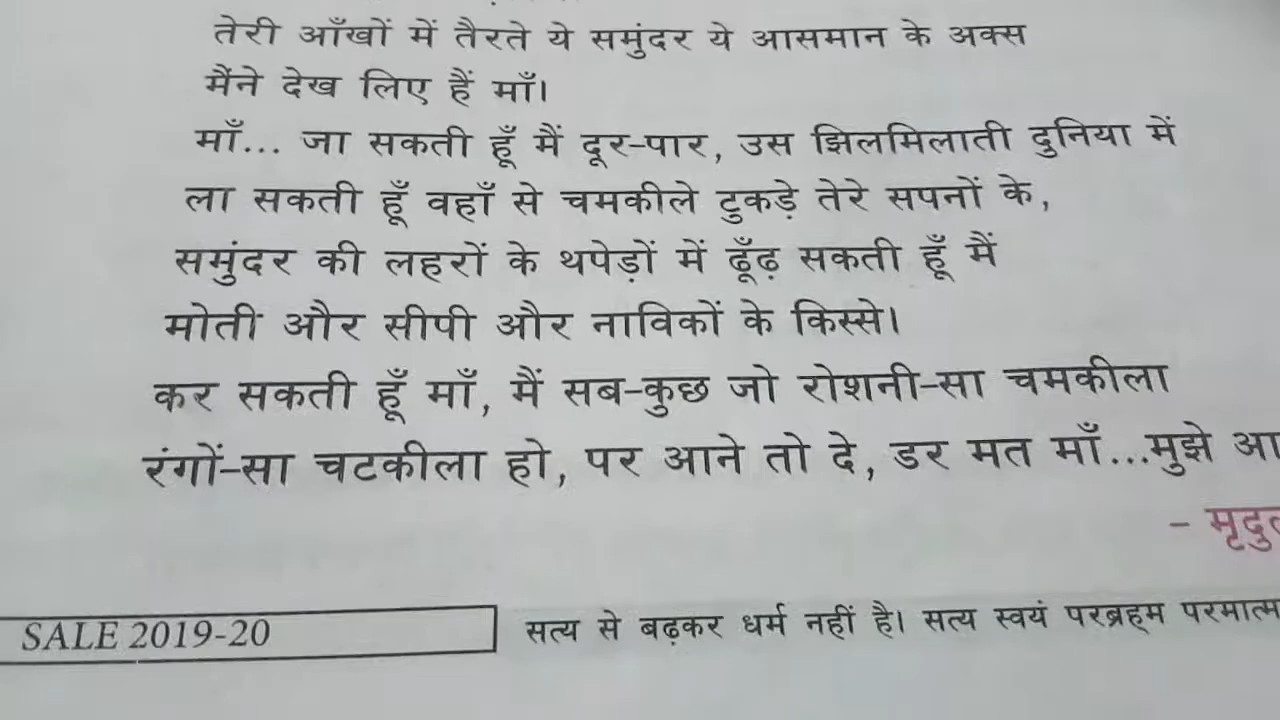 तेरी आँखों में तैरते ये समुंदर ये आसमान के अक्स
मैंने देख लिए हैं माँ।
माँ... जा सकती हूँ मैं दूर-पार, उस झिलमिलाती दुनिया में
ला सकती हूँ वहाँ से चमकीले टुकड़े तेरे सपनों के,
समुंदर की लहरों के थपेड़ों में ढूँढ़ सकती हूँ मैं
मोती और सीपी और नाविकों के किस्से।
कर सकती हूँ माँ, मैं सब-कुछ जो रोशनी-सा चमकीला
रंगों-सा चटकीला हो, पर आने तो दे, डर मत माँ...मुझे आ
- मृदु
SALE 2019-20
सत्य से बढ़कर धर्म नहीं है। सत्य स्वयं परब्रह्म परमात्म